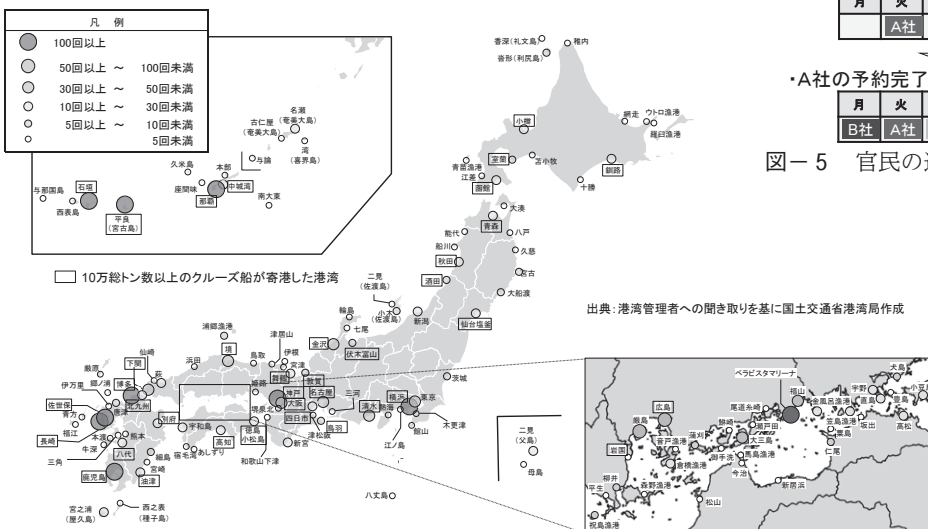 凡 例
100回以上
50回以上 ～ 100回未満
30回以上 ～ 50回未満
10回以上 ～ 30回未満
5回以上 ～ 10回未満
5回未満
月 火
A社
・A社の予約完了
月 火
B社 A社
図－5 官民の連
名瀬
(奄美大島)
古仁屋
(奄美大島)
湾
(喜界島)
与論
久米島
本部
座間味
中城湾
那覇
南大東
与那国島
石垣
西表島
平良
(宮古島)
10万総トン数以上のクルーズ船が寄港した港湾
香深(礼文島)
稚内
沓形(利尻島)
網走
ウトロ漁港
羅臼漁港
小樽
室蘭
苫小牧
釧路
青苗漁港
江差
函館
十勝
大湊
青森
能代
八戸
船川
久慈
秋田
宮古
酒田
大船渡
二見
(佐渡島)
小木
(佐渡島)
新潟
仙台塩釜
輪島
七尾
金沢
伏木富山
浦郷漁港
津居山
境
鳥取
伊根
宮津
浜田
舞鶴
敦賀
姫路
神戸
名古屋
大阪
堺泉北
四日市
三河
清水
熱海
横浜
東京
茨城
木更津
館山
江ノ島
鳥羽
津松阪
新宮
徳島
小松島
和歌山下津
高知
宇和島
あしずり
宿毛湾
別府
仙崎
下関
萩
厳原
郷ノ浦
博多
北九州
伊万里
唐津
佐世保
青方
福江
長崎
本渡
熊本
牛深
八代
三角
細島
宮崎
鹿児島
油津
宮之浦
(屋久島)
西之表
(種子島)
八丈島
二見
(父島)
母島
出典：港湾管理者への聞き取りを基に国土交通省港湾局作成
ベラビスタマリーナ
犬島
福山
宇野
小豆島
尾道糸崎
金風呂漁港
直島
豊島
広島
瀬戸田
笠島漁港
坂出
高松
厳島
鮴崎
粟島
音戸漁港
蒲刈
大三島
仁尾
岩国
馬島漁港
倉橋漁港
御手洗
今治
柳井
新居浜
平生
森野漁港
松山
祝島漁港